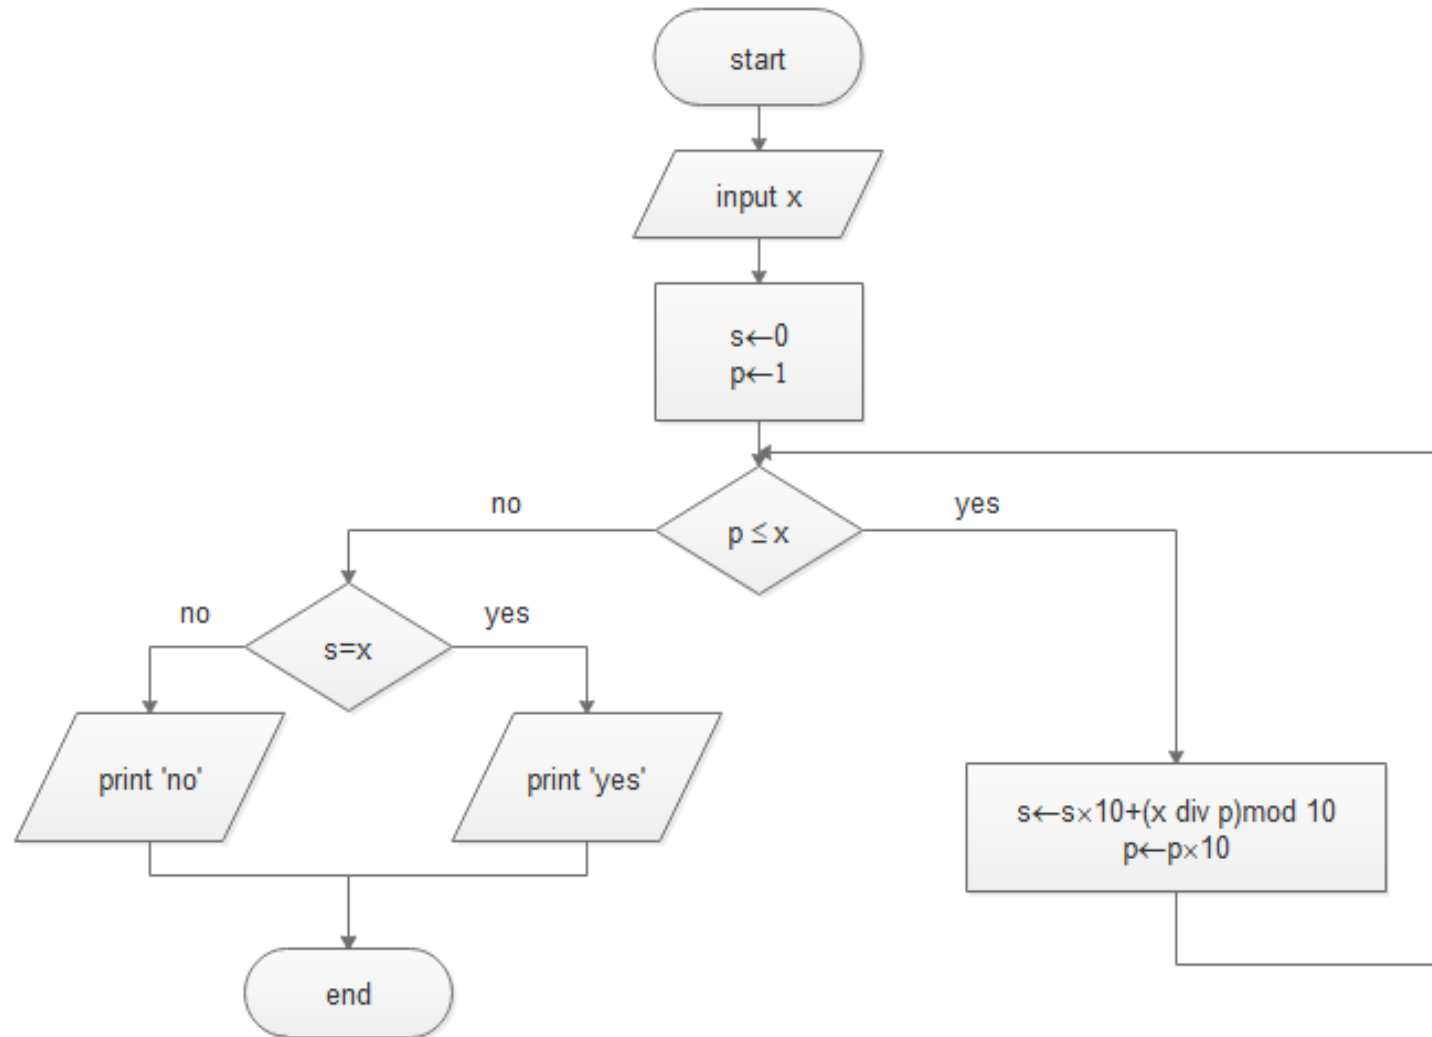 start
input x
s←0
p←1
p ≤ x
no
yes
s=x
no
yes
print 'no'
print 'yes'
s←s×10+(x div p)mod 10
p←p×10
end